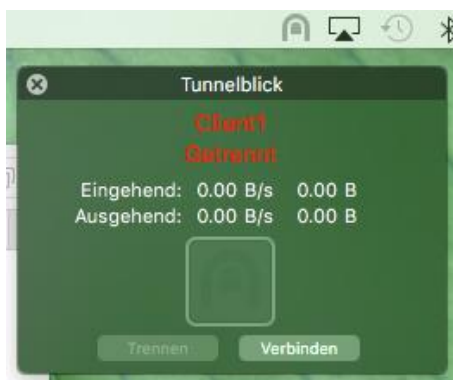 Tunnelblick
Client1
Getrennt
Eingehend: 0.00 B/s 0.00 B
Ausgehend: 0.00 B/s 0.00 B
Trennen Verbinden